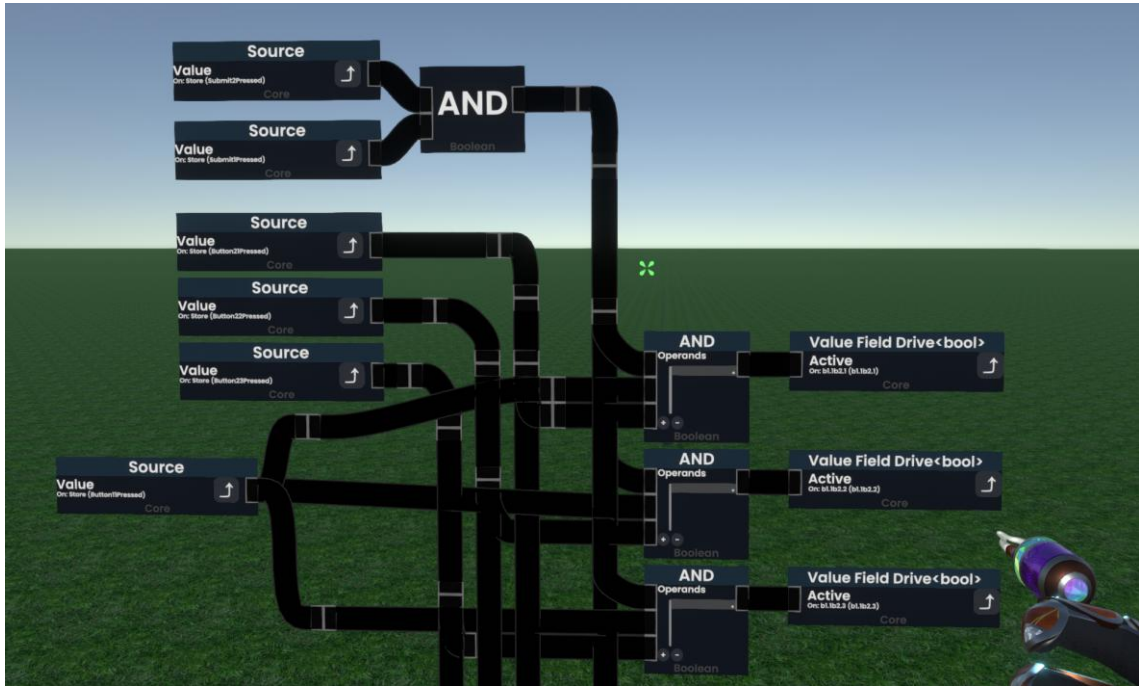 Source
Value
On: Store (Submit2Pressed)
Core
AND
Boolean
Source
Value
On: Store (Submit1Pressed)
Core
Source
Value
On: Store (Button21Pressed)
Core
Source
Value
On: Store (Button22Pressed)
Source
Value
On: Store (Button23Pressed)
Core
Source
Value
On: Store (Button11Pressed)
Core
AND
Operands
+ -
Boolean
Value Field Drive<bool>
Active
On: b1.1b2.1 (b1.1b2.1)
Core
AND
Operands
+ -
Boolean
Value Field Drive<bool>
Active
On: b1.1b2.2 (b1.1b2.2)
Core
AND
Operands
+ -
Boolean
Value Field Drive<bool>
Active
On: b1.1b2.3 (b1.1b2.3)
Core